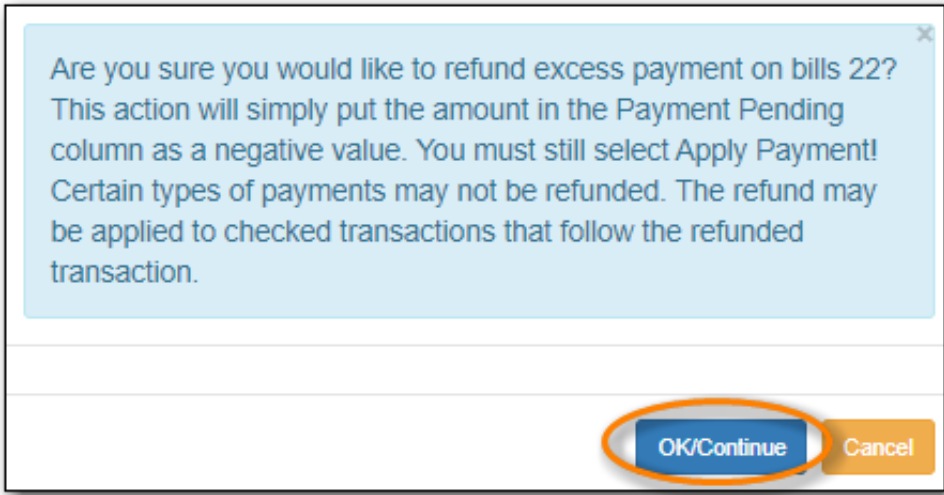 Are you sure you would like to refund excess payment on bills 22?
This action will simply put the amount in the Payment Pending
column as a negative value. You must still select Apply Payment!
Certain types of payments may not be refunded. The refund may
be applied to checked transactions that follow the refunded
transaction.
OK/Continue Cancel